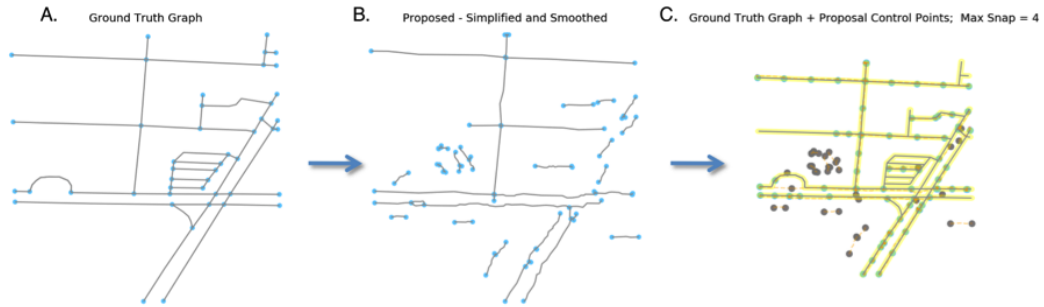 A. Ground Truth Graph
B. Proposed - Simplified and Smoothed
C. Ground Truth Graph + Proposal Control Points; Max Snap = 4